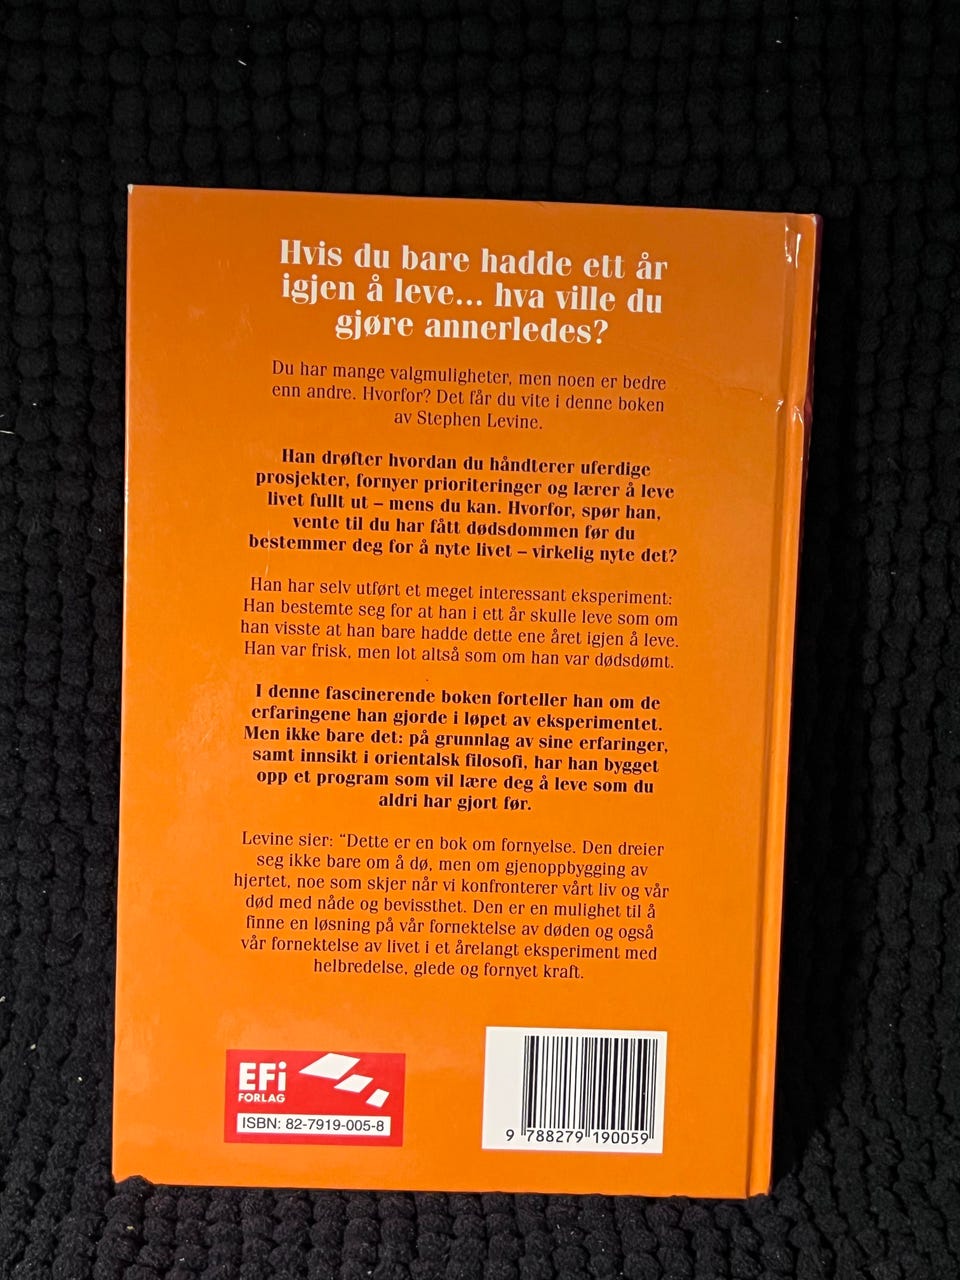 Hvis du bare hadde ett år
igjen å leve... hva ville du
gjøre annerledes?
Du har mange valgmuligheter, men noen er bedre
enn andre. Hvorfor? Det får du vite i denne boken
av Stephen Levine.
Han drøfter hvordan du håndterer uferdige
prosjekter, fornyer prioriteringer og lærer å leve
livet fullt ut – mens du kan. Hvorfor, spør han,
vente til du har fått dødsdommen før du
bestemmer deg for å nyte livet – virkelig nyte det?
Han har selv utført et meget interessant eksperiment:
Han bestemte seg for at han i ett år skulle leve som om
han visste at han bare hadde dette ene året igjen å leve.
Han var frisk, men lot altså som om han var dødsdømt.
I denne fascinerende boken forteller han om de
erfaringene han gjorde i løpet av eksperimentet.
Men ikke bare det: på grunnlag av sine erfaringer,
samt innsikt i orientalsk filosofi, har han bygget
opp et program som vil lære deg å leve som du
aldri har gjort før.
Levine sier: “Dette er en bok om fornyelse. Den dreier
seg ikke bare om å dø, men om gjenoppbygging av
hjertet, noe som skjer når vi konfronterer vårt liv og vår
død med nåde og bevissthet. Den er en mulighet til å
finne en løsning på vår fornektelse av døden og også
vår fornektelse av livet i et årelangt eksperiment med
helbredelse, glede og fornyet kraft.
EFi
FORLAG
ISBN: 82-7919-005-8
9 788279 190059